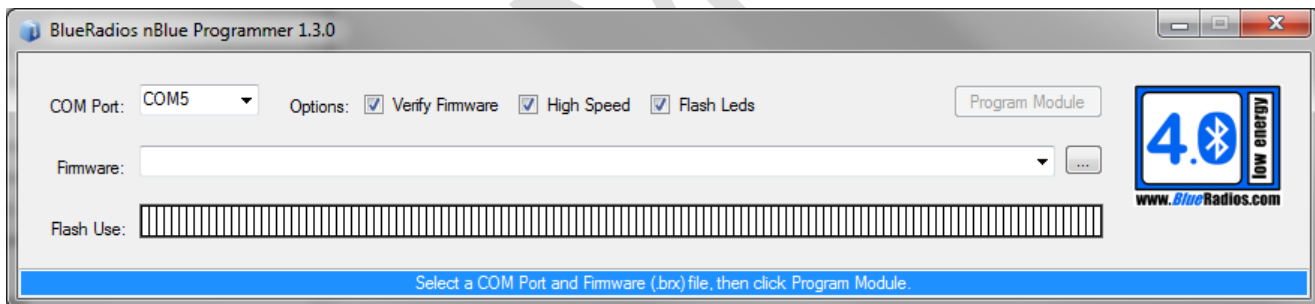 BlueRadios nBlue Programmer 1.3.0
COM Port: COM5 Options: Verify Firmware High Speed Flash Leds Program Module
4.0 low energy
Firmware: ...
www.BlueRadios.com
Flash Use:
Select a COM Port and Firmware (.brx) file, then click Program Module.